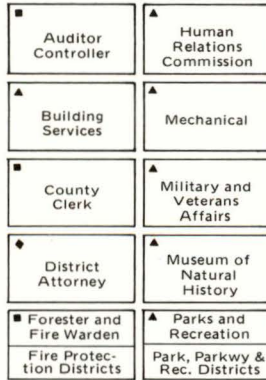 Auditor
Controller
Human
Relations
Commission
Building
Services
Mechanical
County
Clerk
Military and
Veterans
Affairs
District
Attorney
Museum of
Natural
History
Forester and
Fire Warden
Fire Protec-
tion Districts
Parks and
Recreation
Park, Parkwy &
Rec. Districts